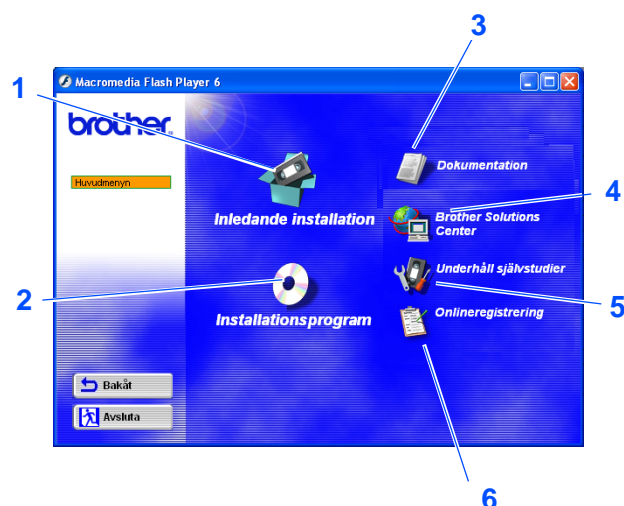 3
1
Macromedia Flash Player 6
brother
Huvudmenyn
Dokumentation
4
Inledande installation
Brother Solutions
Center
Underhåll självstudier
2
5
Installationsprogram
Onlineregistrering
Bakåt
Avsluta
6